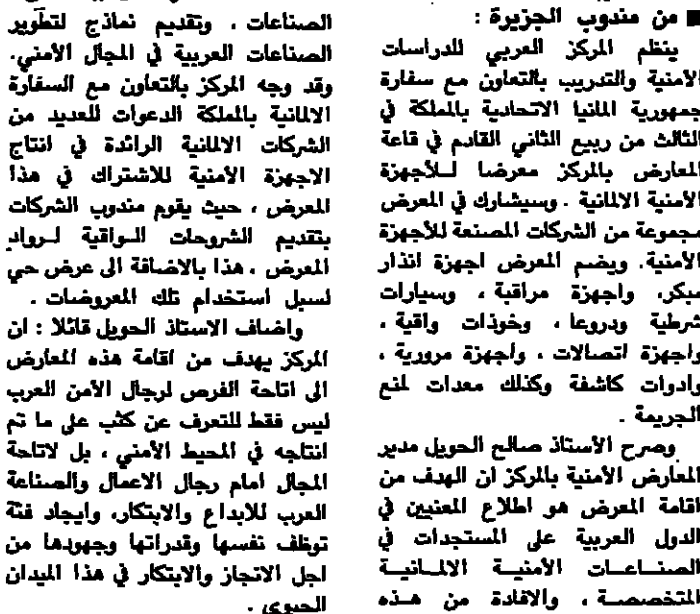 ■ من مندوب الجزيرة :
ينظم المركز العربي للدراسات
الأمنية والتدريب بالتعاون مع سفارة
جمهورية المانيا الاتحادية بالمملكة في
الثالث من ربيع الثاني القادم في قاعة
المعارض بالمركز معرضا للأجهزة
الأمنية الالمانية . وسيشارك في المعرض
مجموعة من الشركات المصنعة للأجهزة
الأمنية. ويضم المعرض اجهزة انذار
مبكر، واجهزة مراقبة ، وسيارات
شرطية ودروعا ، وخوذات واقية ،
واجهزة اتصالات ، وأجهزة مرورية ،
وادوات كاشفة وكذلك معدات لمنع
الجريمة .
وصرح الأستاذ صالح الحويل مدير
المعارض الأمنية بالمركز ان الهدف من
اقامة المعرض هو اطلاع المعنيين في
الدول العربية على المستجدات في
الصناعات الأمنية الالمانية
المتخصصة ، والافادة من هذه
الصناعات ، وتقديم نماذج لتطوير
الصناعات العربية في المجال الأمني.
وقد وجه المركز بالتعاون مع السفارة
الالمانية بالمملكة الدعوات للعديد من
الشركات الالمانية الرائدة في انتاج
الاجهزة الأمنية للاشتراك في هذا
المعرض ، حيث يقوم مندوب الشركات
بتقديم الشروحات الواقية لرواد
المعرض ، هذا بالاضافة الى عرض حي
لسبل استخدام تلك المعروضات .
واضاف الاستاذ الحويل قائلا : ان
المركز يهدف من اقامة هذه المعارض
الى اتاحة الفرص لرجال الأمن العرب
ليس فقط للتعرف عن كثب على ما تم
انتاجه في المحيط الأمني ، بل لاتاحة
المجال امام رجال الاعمال والصناعة
العرب للابداع والابتكار، وايجاد فئة
توظف نفسها وقدراتها وجهودها من
اجل الانجاز والابتكار في هذا الميدان
الحيوي .